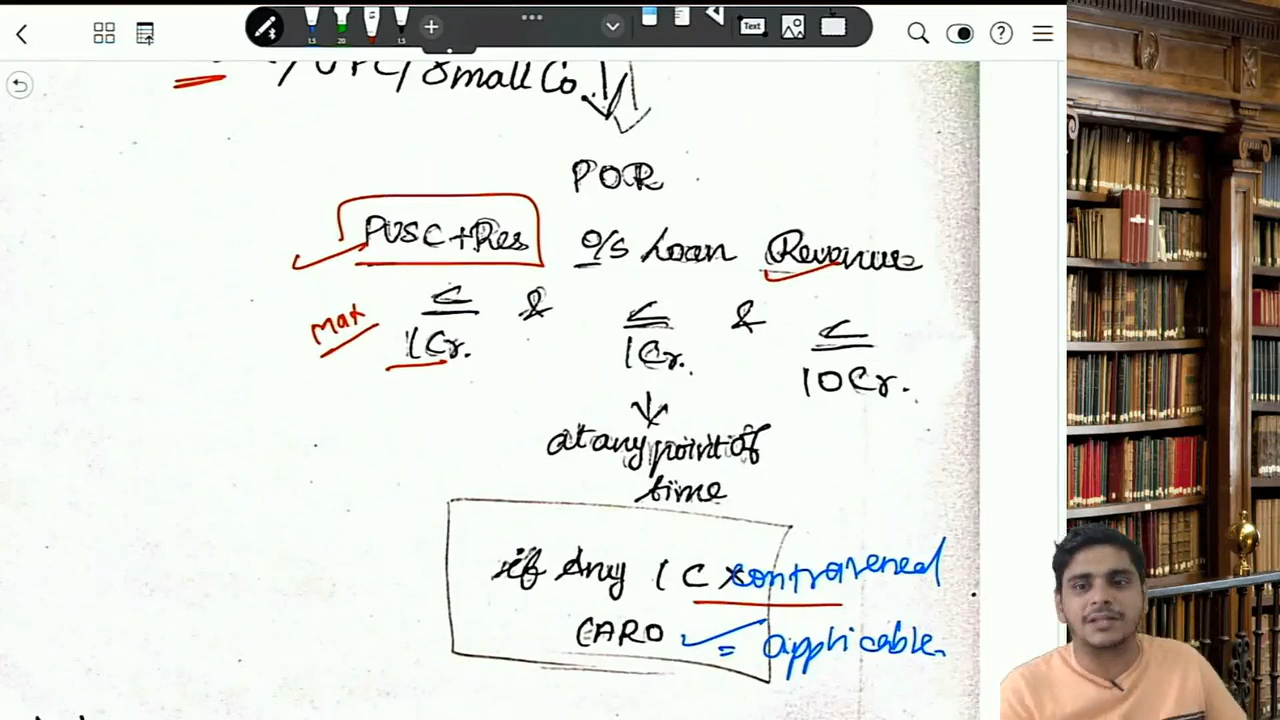 Text
/OPC/ Small Co.
POR
PUSC+Res o/s Loan Revenue
Max ≤ 1Cr. & ≤ 1Cr. & ≤ 10Cr.
at any point of
time
if Any 1 C x contravened
CARO = applicable.